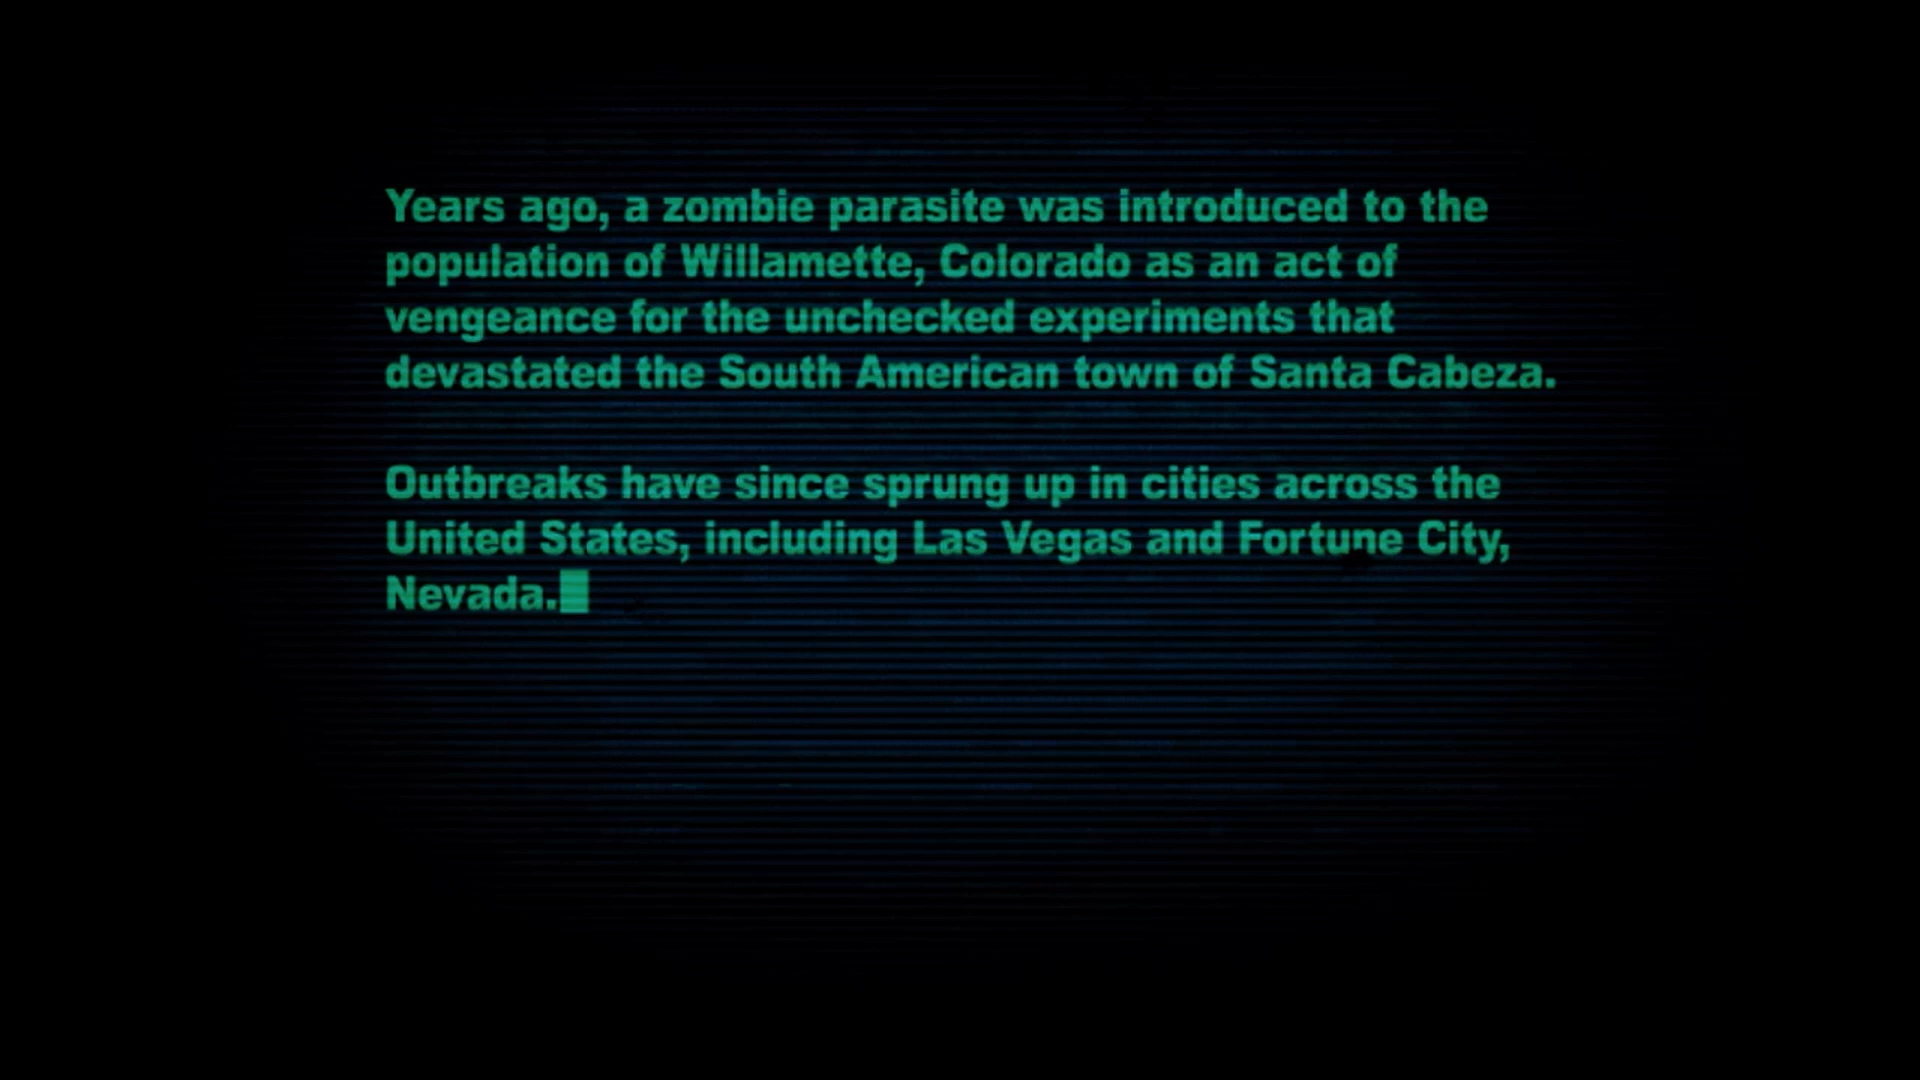 Years ago, a zombie parasite was introduced to the
population of Willamette, Colorado as an act of
vengeance for the unchecked experiments that
devastated the South American town of Santa Cabeza.
Outbreaks have since sprung up in cities across the
United States, including Las Vegas and Fortune City,
Nevada.